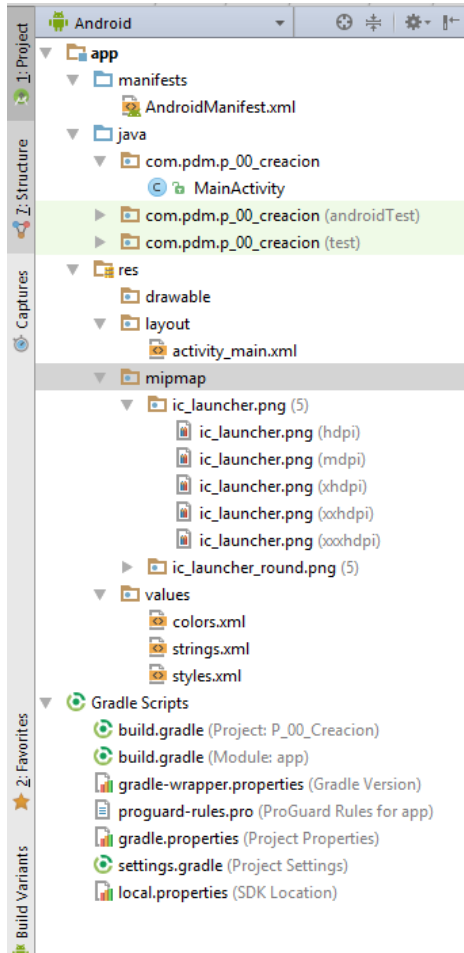 Android
1: Project
7: Structure
Captures
2: Favorites
Build Variants
app
manifests
AndroidManifest.xml
java
com.pdm.p_00_creacion
MainActivity
com.pdm.p_00_creacion (androidTest)
com.pdm.p_00_creacion (test)
res
drawable
layout
activity_main.xml
mipmap
ic_launcher.png (5)
ic_launcher.png (hdpi)
ic_launcher.png (mdpi)
ic_launcher.png (xhdpi)
ic_launcher.png (xxhdpi)
ic_launcher.png (xxxhdpi)
ic_launcher_round.png (5)
values
colors.xml
strings.xml
styles.xml
Gradle Scripts
build.gradle (Project: P_00_Creacion)
build.gradle (Module: app)
gradle-wrapper.properties (Gradle Version)
proguard-rules.pro (ProGuard Rules for app)
gradle.properties (Project Properties)
settings.gradle (Project Settings)
local.properties (SDK Location)